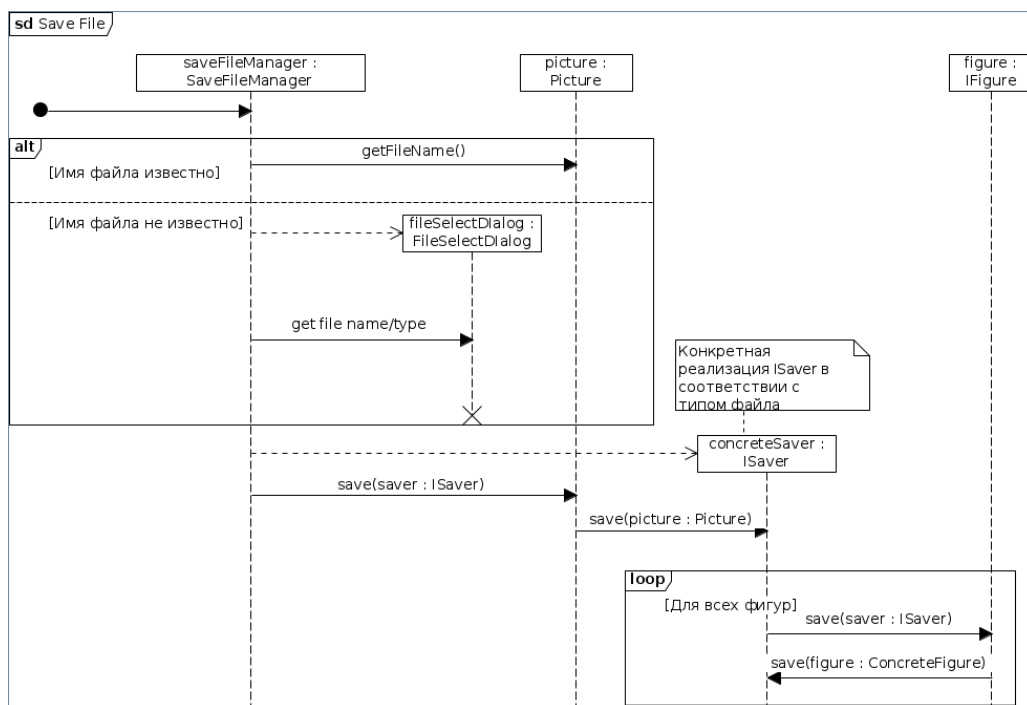 sd Save File
saveFileManager :
SaveFileManager
picture :
Picture
figure :
IFigure
alt
getFileName()
[Имя файла известно]
[Имя файла не известно]
fileSelectDIalog :
FileSelectDIalog
get file name/type
Конкретная
реализация ISaver в
соответствии с
типом файла
concreteSaver :
ISaver
save(saver : ISaver)
save(picture : Picture)
loop
[Для всех фигур]
save(saver : ISaver)
save(figure : ConcreteFigure)